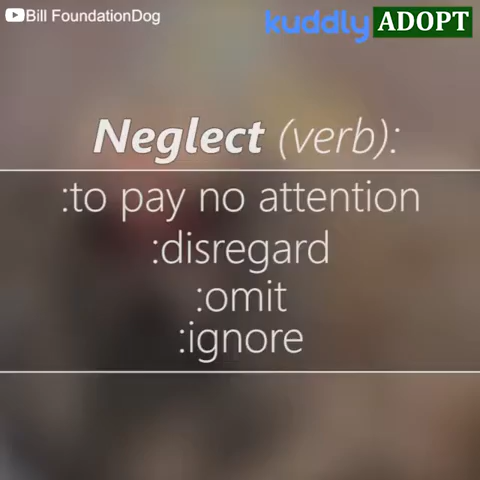 Bill FoundationDog
kuddly ADOPT
Neglect (verb):
:to pay no attention
:disregard
:omit
:ignore